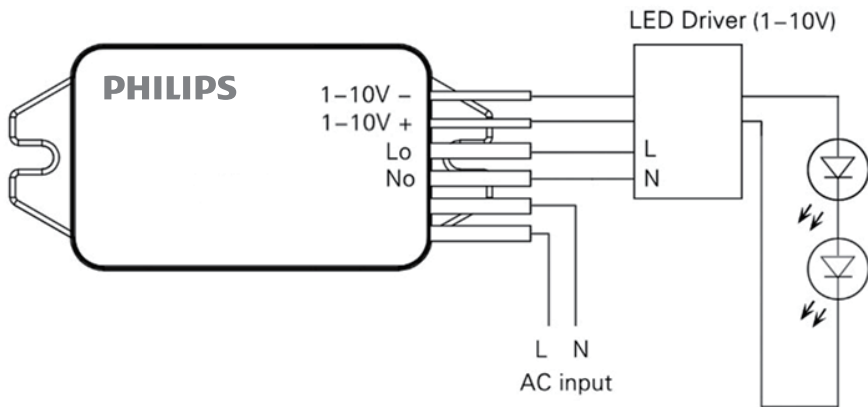 LED Driver (1–10V)
PHILIPS
1–10V –
1–10V +
Lo
No
L
N
L N
AC input